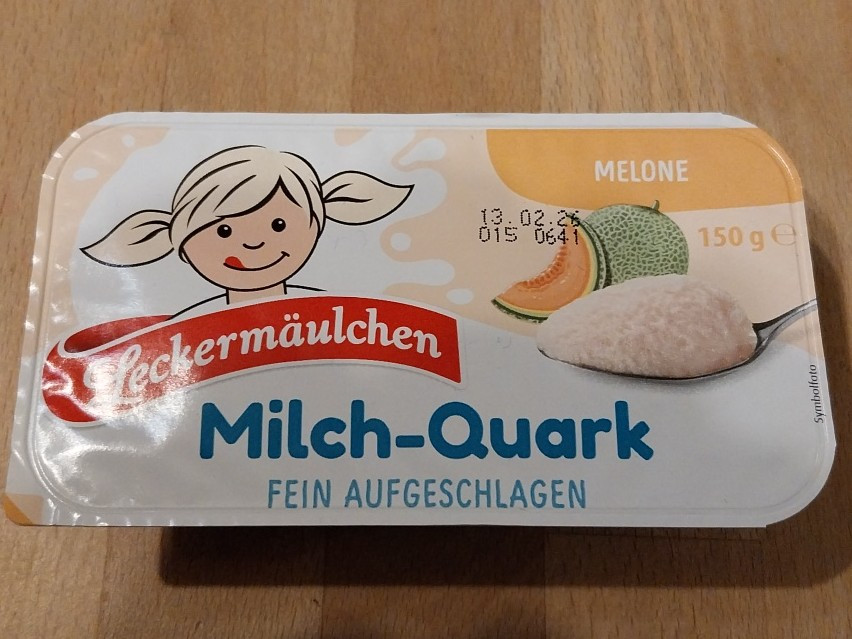 MELONE
13.02.26
015 0641
150 g ℮
Leckermäulchen
Milch-Quark
FEIN AUFGESCHLAGEN
Symbolfoto